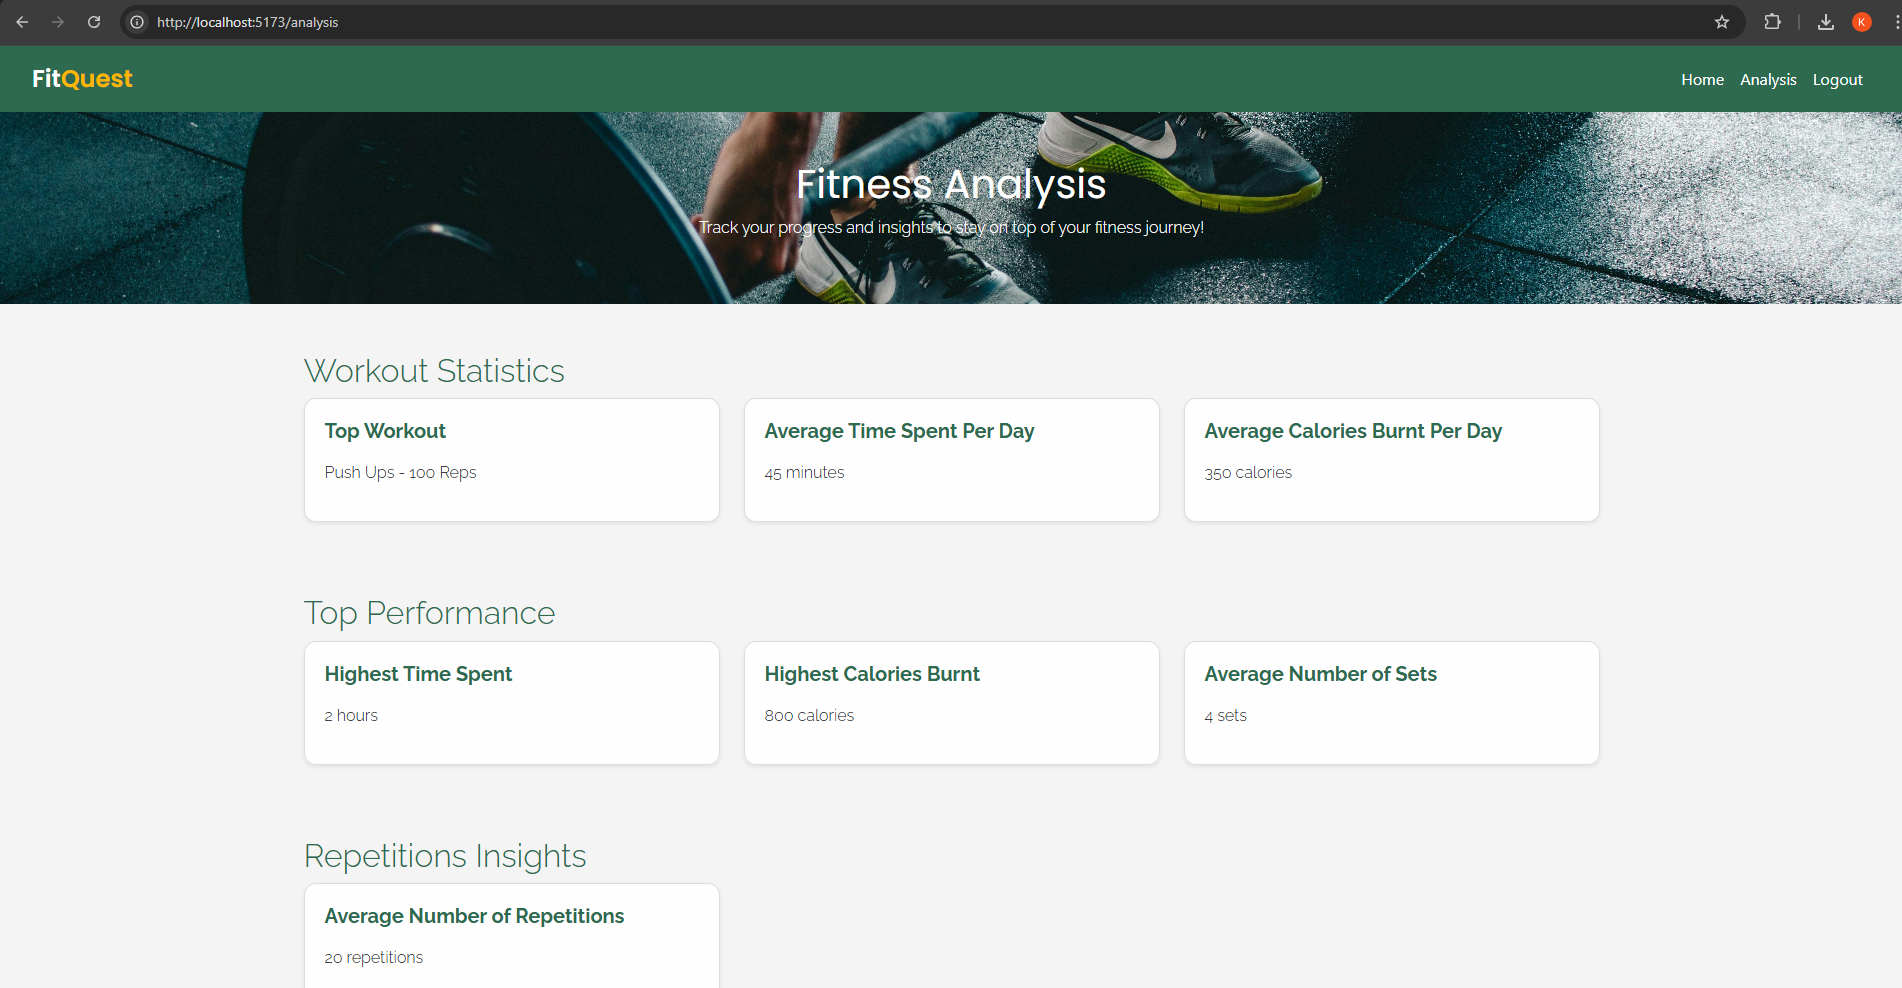 http://localhost:5173/analysis
K
FitQuest
Home Analysis Logout
Fitness Analysis
Track your progress and insights to stay on top of your fitness journey!
Workout Statistics
Top Workout
Push Ups - 100 Reps
Average Time Spent Per Day
45 minutes
Average Calories Burnt Per Day
350 calories
Top Performance
Highest Time Spent
2 hours
Highest Calories Burnt
800 calories
Average Number of Sets
4 sets
Repetitions Insights
Average Number of Repetitions
20 repetitions